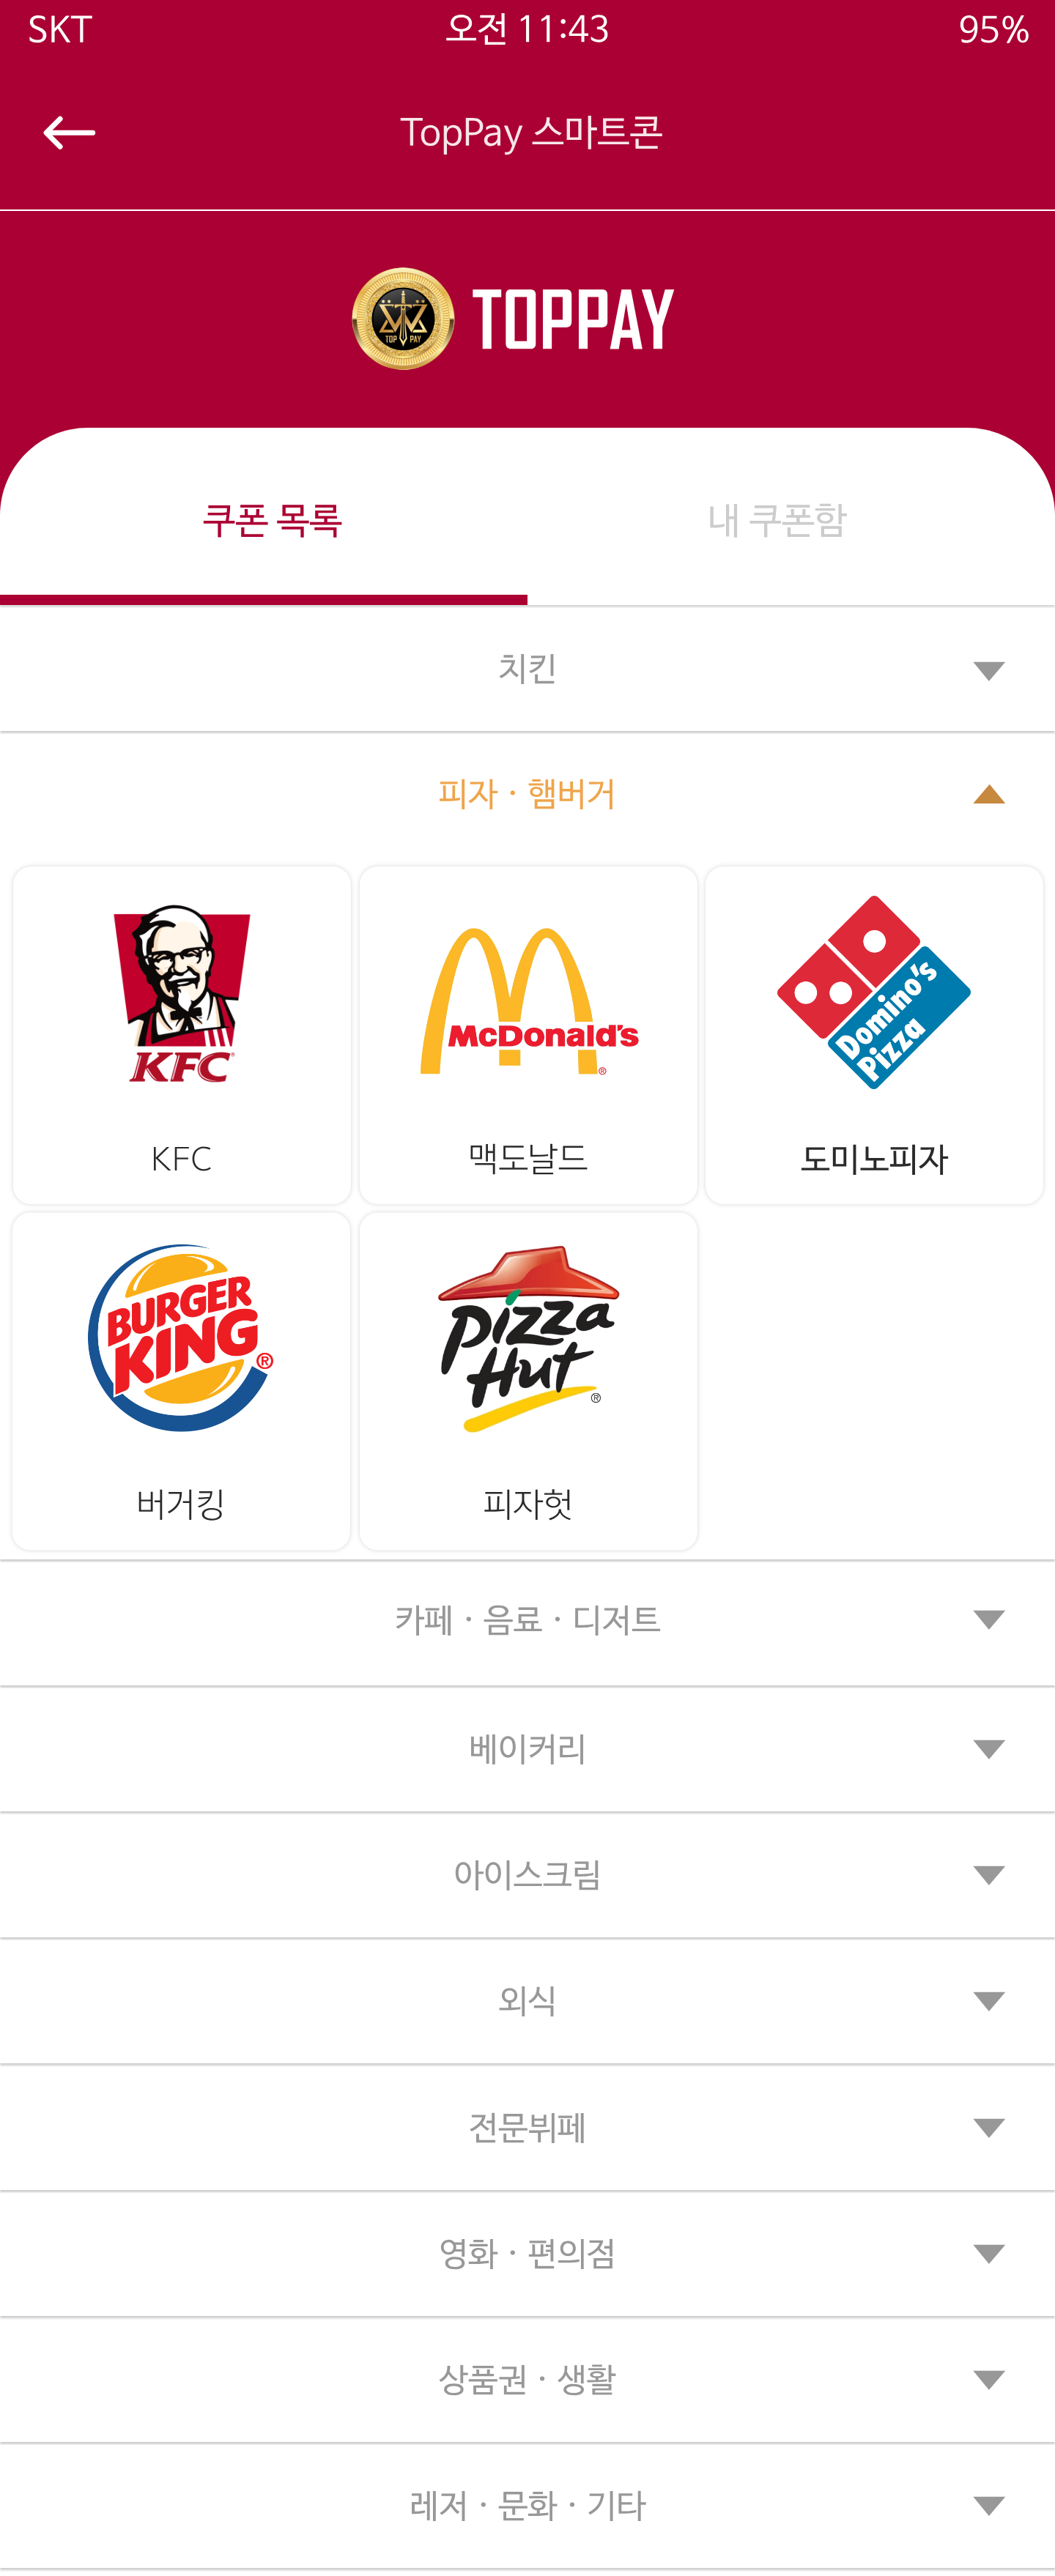 SKT 오전 11:43 95%
TopPay 스마트콘
TOP PAY TOPPAY
쿠폰 목록 내 쿠폰함
치킨
피자 · 햄버거
KFC
McDonald's
Domino's
Pizza
KFC 맥도날드 도미노피자
BURGER
KING
Pizza
Hut
버거킹 피자헛
카페 · 음료 · 디저트
베이커리
아이스크림
외식
전문뷔페
영화 · 편의점
상품권 · 생활
레저 · 문화 · 기타